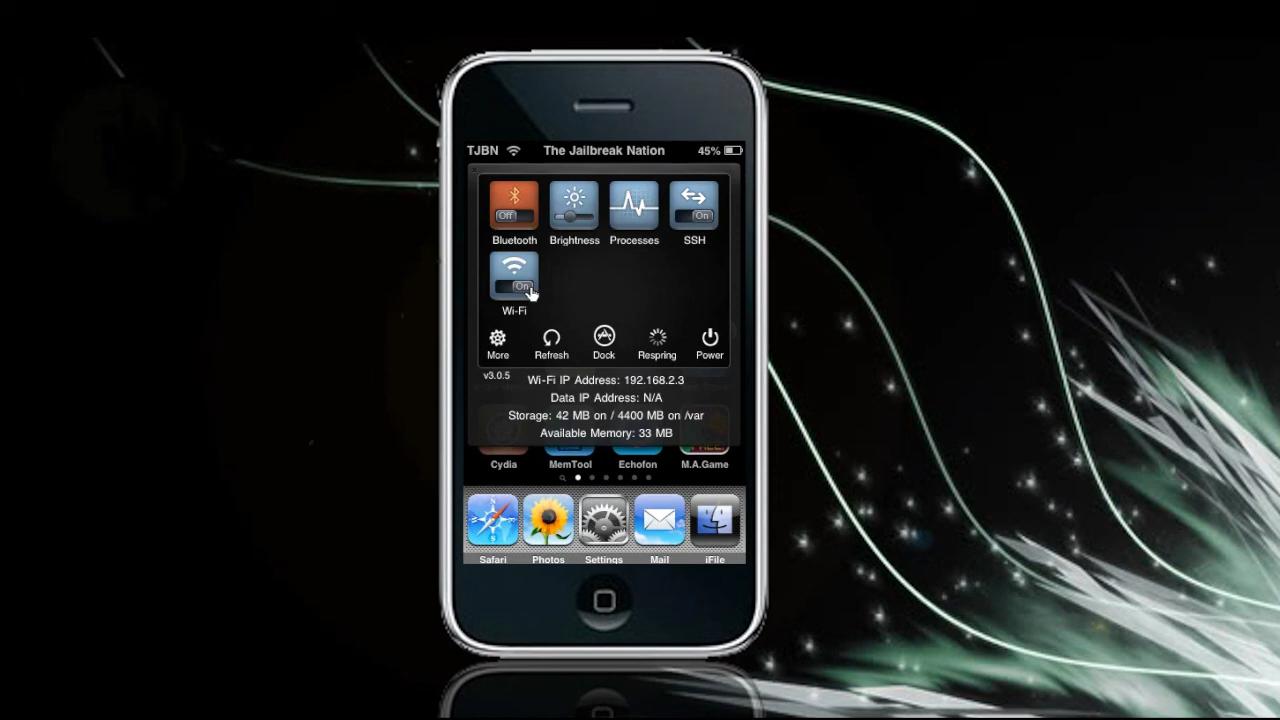 TJBN The Jailbreak Nation 45%
Off On
Bluetooth Brightness Processes SSH
On
Wi-Fi
More Refresh Dock Respring Power
v3.0.5
Wi-Fi IP Address: 192.168.2.3
Data IP Address: N/A
Storage: 42 MB on / 4400 MB on /var
Available Memory: 33 MB
Cydia MemTool Echofon M.A.Game
Safari Photos Settings Mail iFile